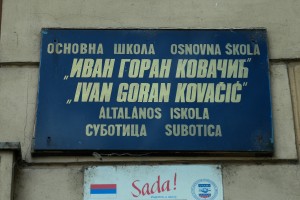 ОСНОВНА ШКОЛА OSNOVNA ŠKOLA
„ИВАН ГОРАН КОВАЧИЋ"
„IVAN GORAN KOVAČIĆ"
ÁLTALÁNOS ISKOLA
СУБОТИЦА SUBOTICA
Sada!